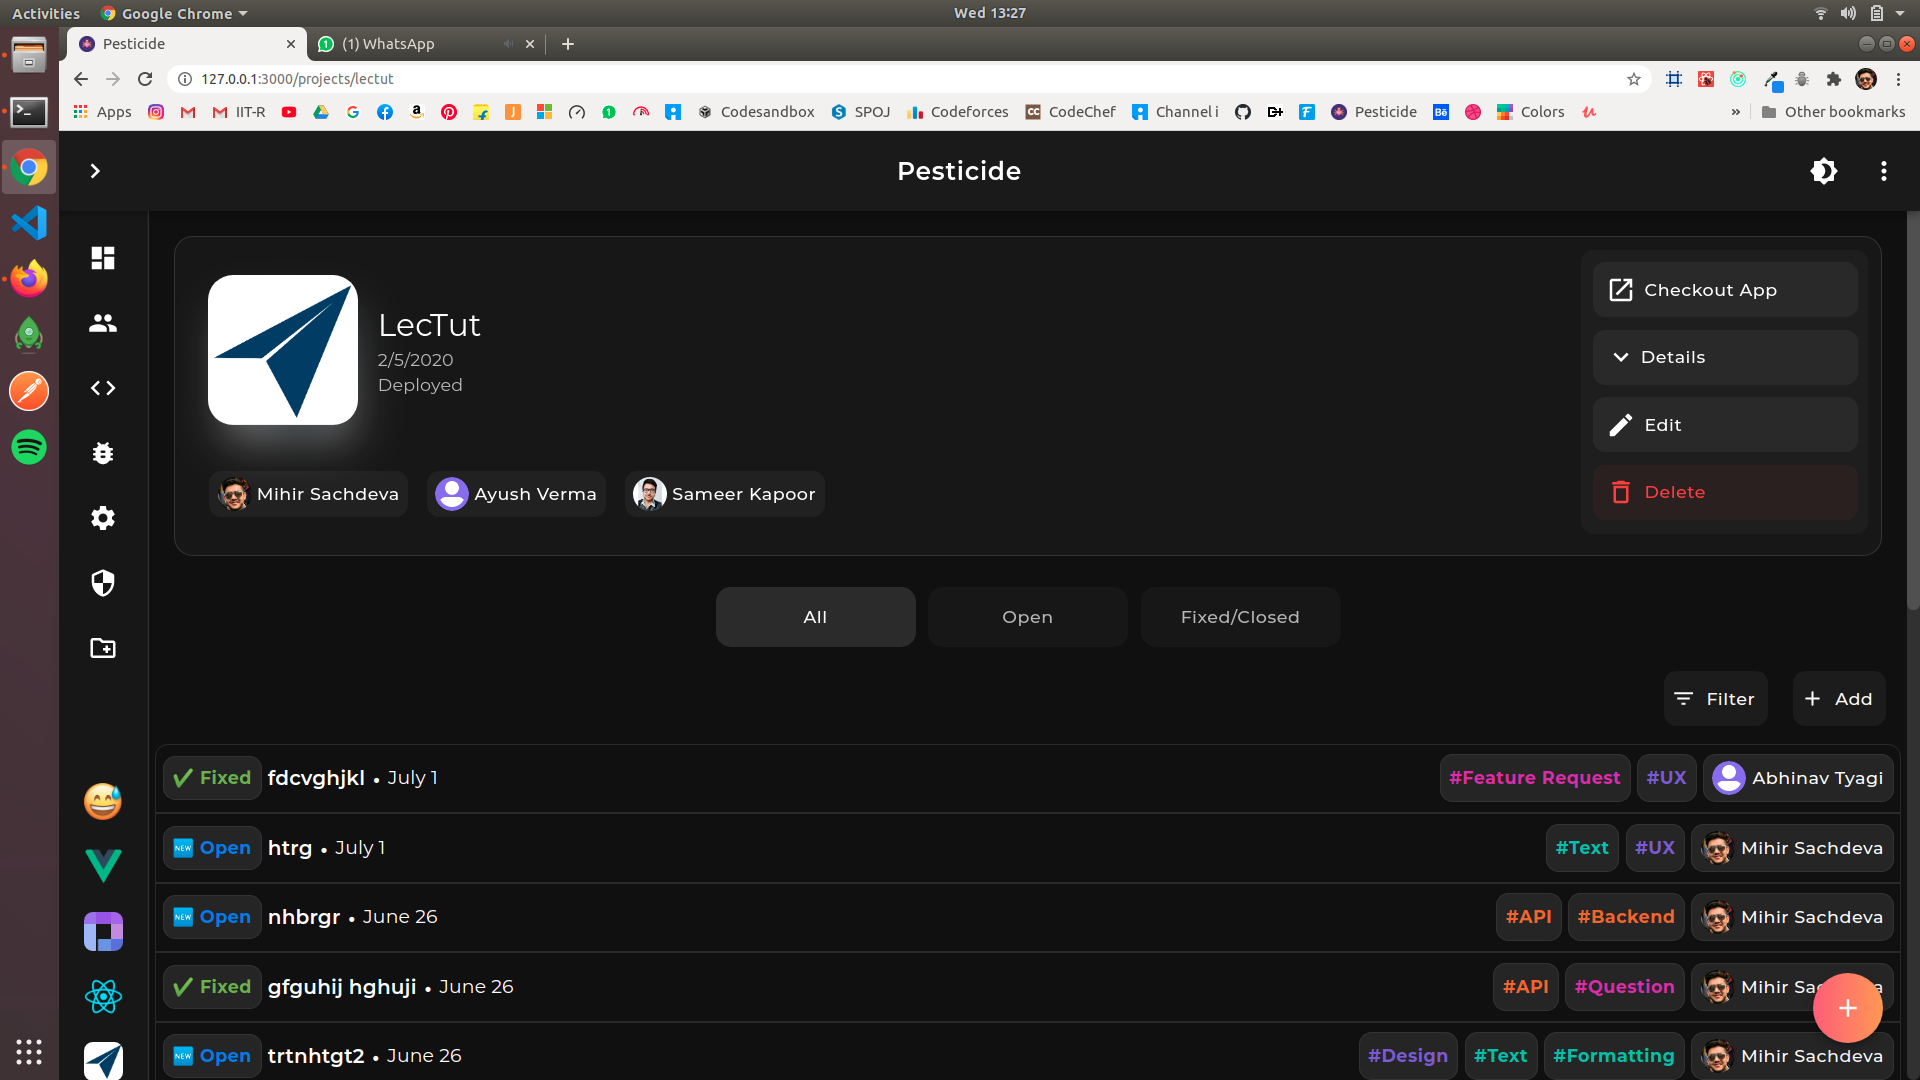 Activities
Google Chrome
Wed 13:27
Pesticide
(1) WhatsApp
127.0.0.1:3000/projects/lectut
Apps
IIT-R
Codesandbox
SPOJ
Codeforces
CodeChef
Channel i
Pesticide
Colors
Other bookmarks
Pesticide
LecTut
2/5/2020
Deployed
Checkout App
Details
Edit
Delete
Mihir Sachdeva
Ayush Verma
Sameer Kapoor
All
Open
Fixed/Closed
Filter
Add
Fixed fdcvghjkl • July 1 #Feature Request #UX Abhinav Tyagi
NEW Open htrg • July 1 #Text #UX Mihir Sachdeva
NEW Open nhbrgr • June 26 #API #Backend Mihir Sachdeva
Fixed gfguhij hghuji • June 26 #API #Question Mihir
NEW Open trtnhtgt2 • June 26 #Design #Text #Formatting Mihir Sachdeva